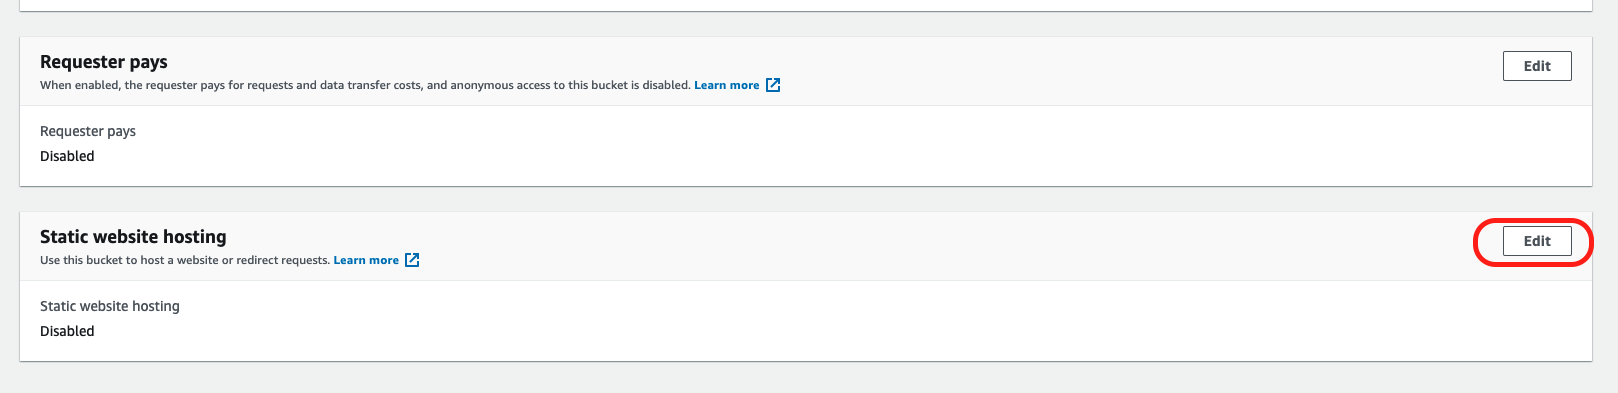 Requester pays
Edit
When enabled, the requester pays for requests and data transfer costs, and anonymous access to this bucket is disabled. Learn more
Requester pays
Disabled
Static website hosting
Edit
Use this bucket to host a website or redirect requests. Learn more
Static website hosting
Disabled